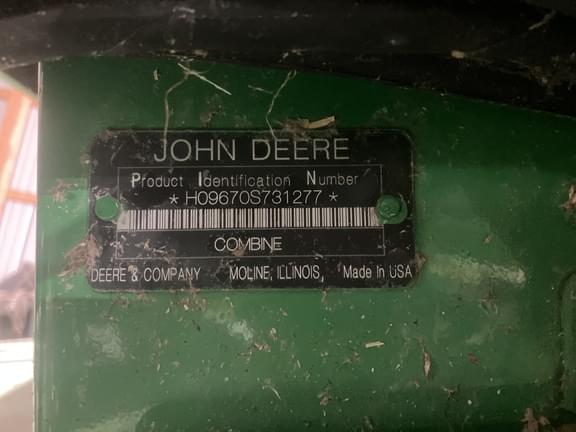 JOHN DEERE
Product Identification Number
* H09670S731277 *
COMBINE
DEERE & COMPANY MOLINE, ILLINOIS Made In USA